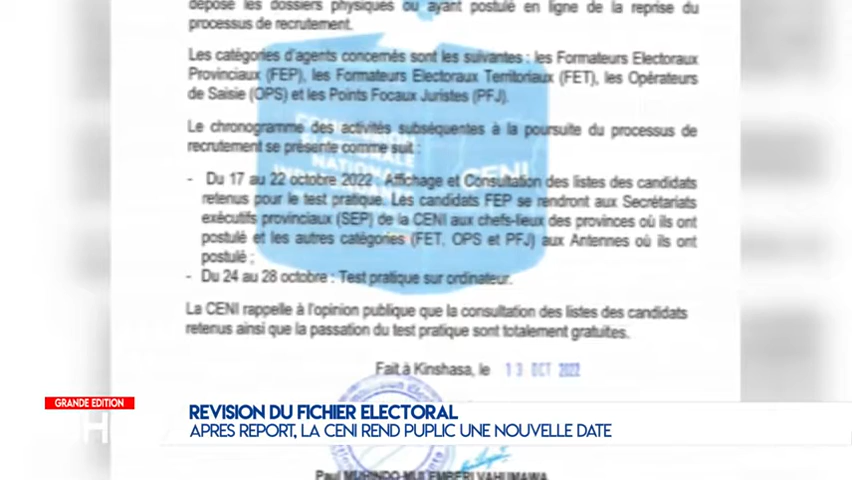 déposé les dossiers physiques ou ayant postulé en ligne de la reprise du
processus de recrutement.
Les catégories d'agents concernés sont les suivantes : les Formateurs Electoraux
Provinciaux (FEP), les Formateurs Electoraux Territoriaux (FET), les Opérateurs
de Saisie (OPS) et les Points Focaux Juristes (PFJ).
Le chronogramme des activités subséquentes à la poursuite du processus de
recrutement se présente comme suit :
- Du 17 au 22 octobre 2022 : Affichage et Consultation des listes des candidats
retenus pour le test pratique. Les candidats FEP se rendront aux Secrétariats
exécutifs provinciaux (SEP) de la CENI aux chefs-lieux des provinces où ils ont
postulé et les autres catégories (FET, OPS et PFJ) aux Antennes où ils ont
postulé ;
- Du 24 au 28 octobre : Test pratique sur ordinateur.
La CENI rappelle à l'opinion publique que la consultation des listes des candidats
retenus ainsi que la passation du test pratique sont totalement gratuites.
Fait à Kinshasa, le 13 OCT 2022
GRANDE EDITION
H
REVISION DU FICHIER ELECTORAL
APRES REPORT, LA CENI REND PUPLIC UNE NOUVELLE DATE
Paul